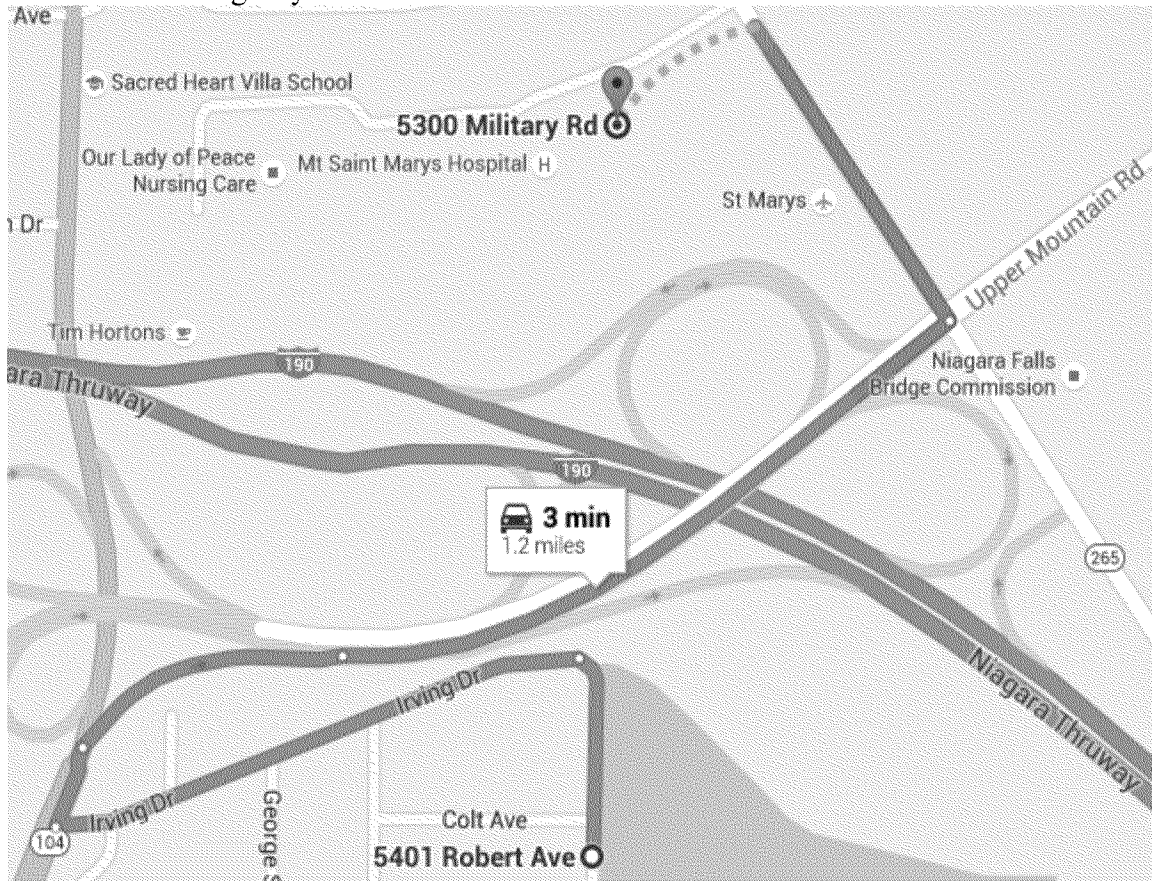 Ave
Sacred Heart Villa School
5300 Military Rd
Our Lady of Peace
Nursing Care
Mt Saint Marys Hospital H
St Marys
n Dr
Upper Mountain Rd
Tim Hortons
190
ara Thruway
Niagara Falls
Bridge Commission
190
3 min
1.2 miles
265
Irving Dr
Niagara Thruway
Irving Dr
George S
104
Colt Ave
5401 Robert Ave